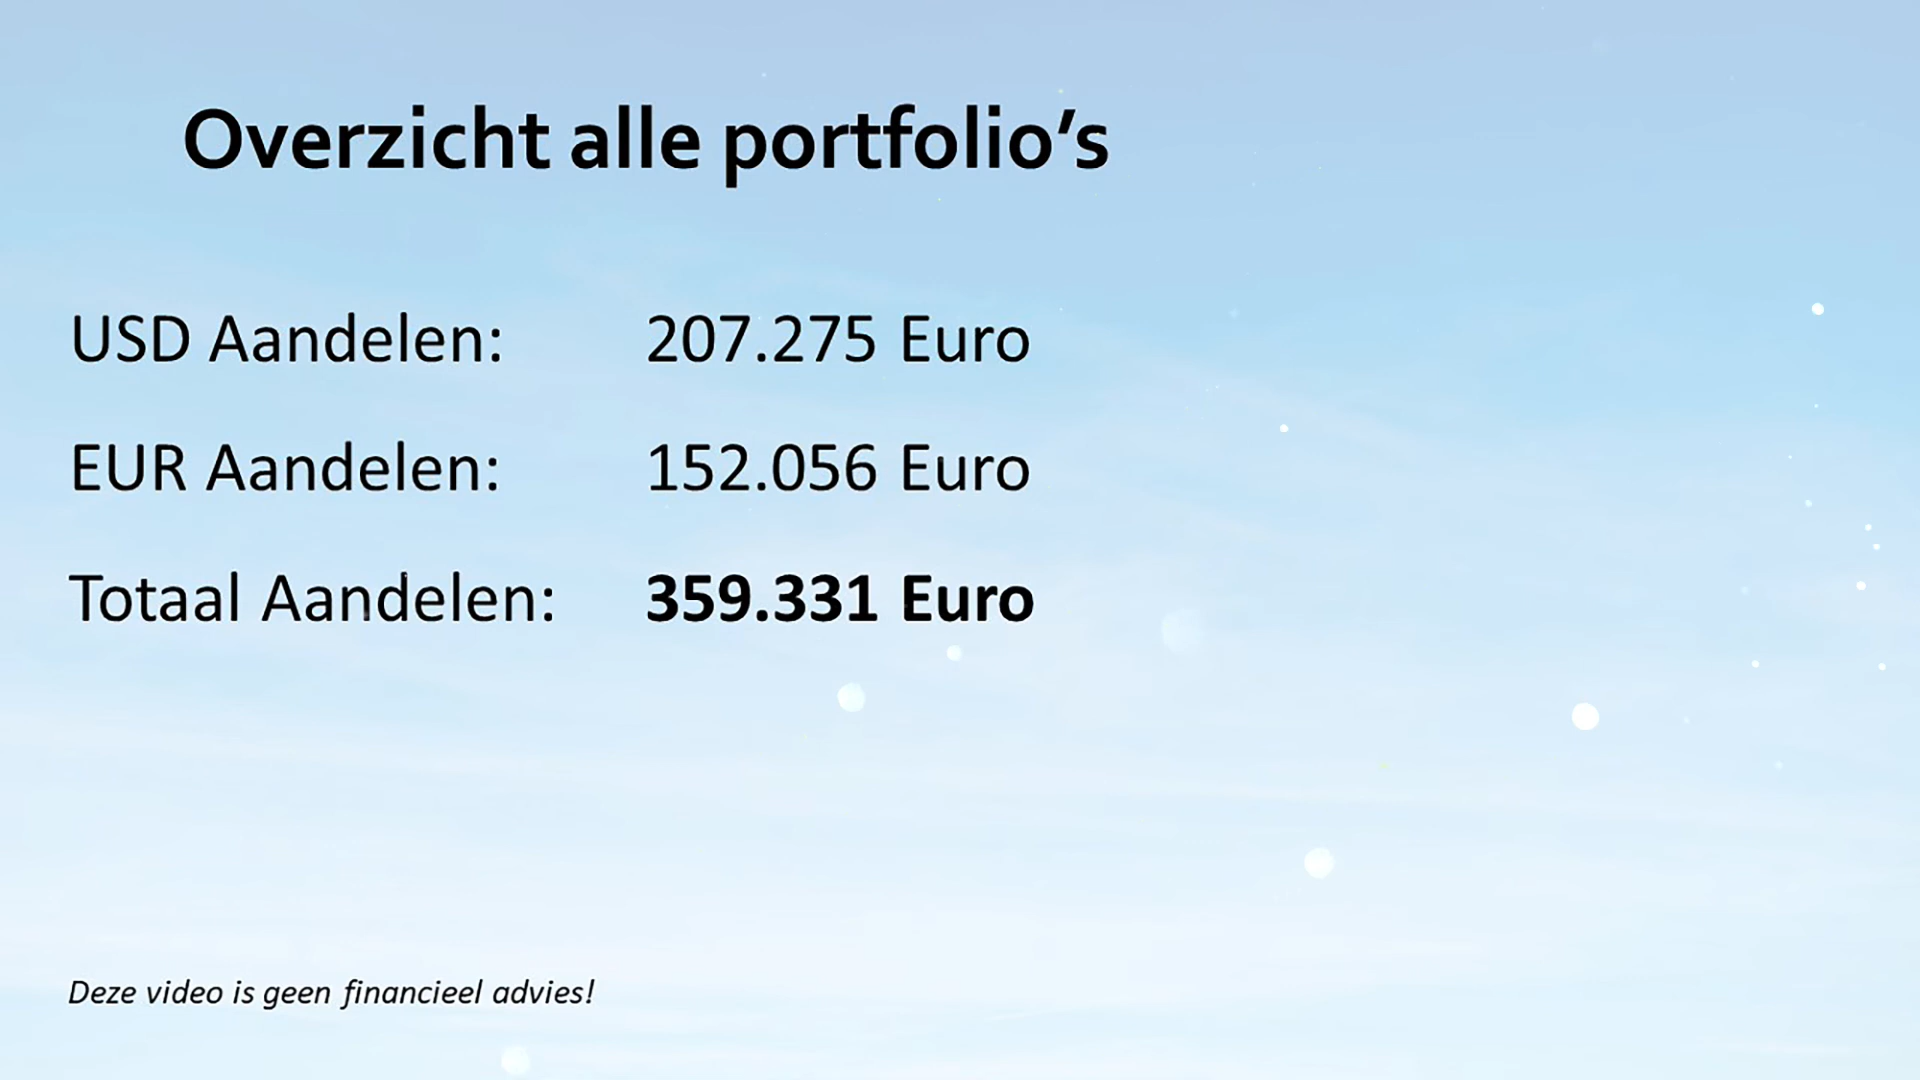 Overzicht alle portfolio’s
USD Aandelen: 207.275 Euro
EUR Aandelen: 152.056 Euro
Totaal Aandelen: 359.331 Euro
Deze video is geen financieel advies!